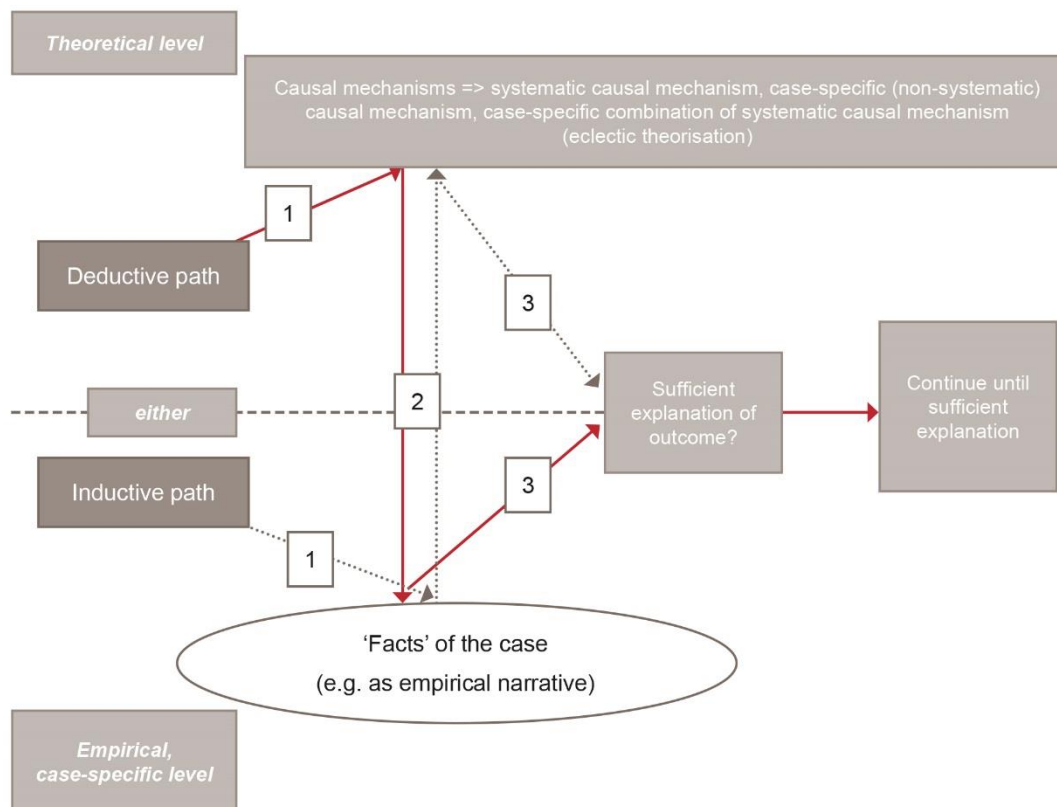 Theoretical level
Causal mechanisms => systematic causal mechanism, case-specific (non-systematic)
causal mechanism, case-specific combination of systematic causal mechanism
(eclectic theorisation)
1
Deductive path
3
Sufficient
explanation of
outcome?
Continue until
sufficient
explanation
2
either
Inductive path
3
1
‘Facts’ of the case
(e.g. as empirical narrative)
Empirical,
case-specific level